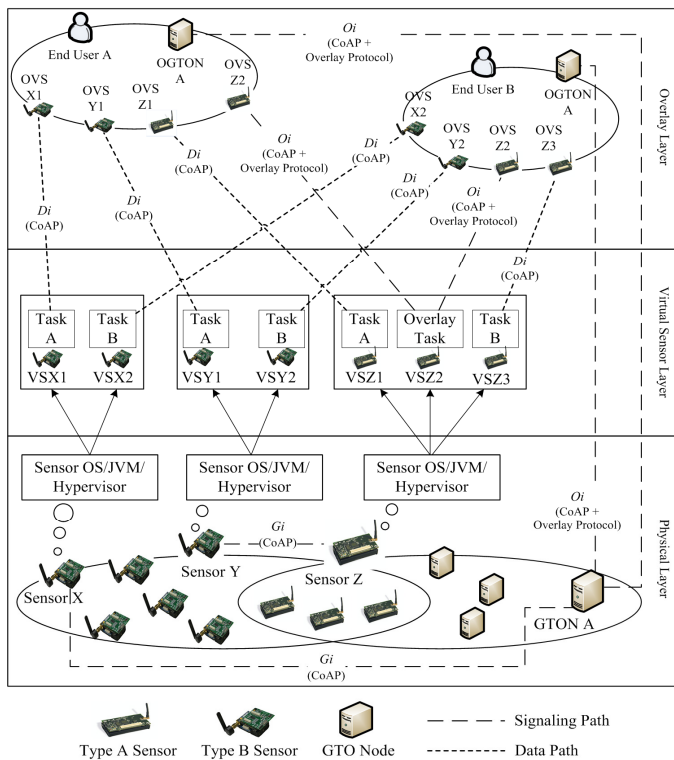 End User A
OGTON
A
OVS
X1
OVS
Y1
OVS
Z1
OVS
Z2
Oi
(CoAP +
Overlay Protocol)
End User B
OGTON
A
OVS
X2
OVS
Y2
OVS
Z2
OVS
Z3
Overlay Layer
Di
(CoAP)
Di
(CoAP)
Di
(CoAP)
Oi
(CoAP +
Overlay Protocol)
Di
(CoAP)
Di
(CoAP)
Oi
(CoAP +
Overlay Protocol)
Di
(CoAP)
Virtual Sensor Layer
Task
A
VSX1
Task
B
VSX2
Task
A
VSY1
Task
B
VSY2
Task
A
VSZ1
Overlay
Task
VSZ2
Task
B
VSZ3
Sensor OS/JVM/
Hypervisor
Sensor OS/JVM/
Hypervisor
Sensor OS/JVM/
Hypervisor
Oi
(CoAP +
Overlay Protocol)
Physical Layer
Gi
(CoAP)
Sensor X
Sensor Y
Sensor Z
GTON A
Gi
(CoAP)
Type A Sensor
Type B Sensor
GTO Node
Signaling Path
Data Path